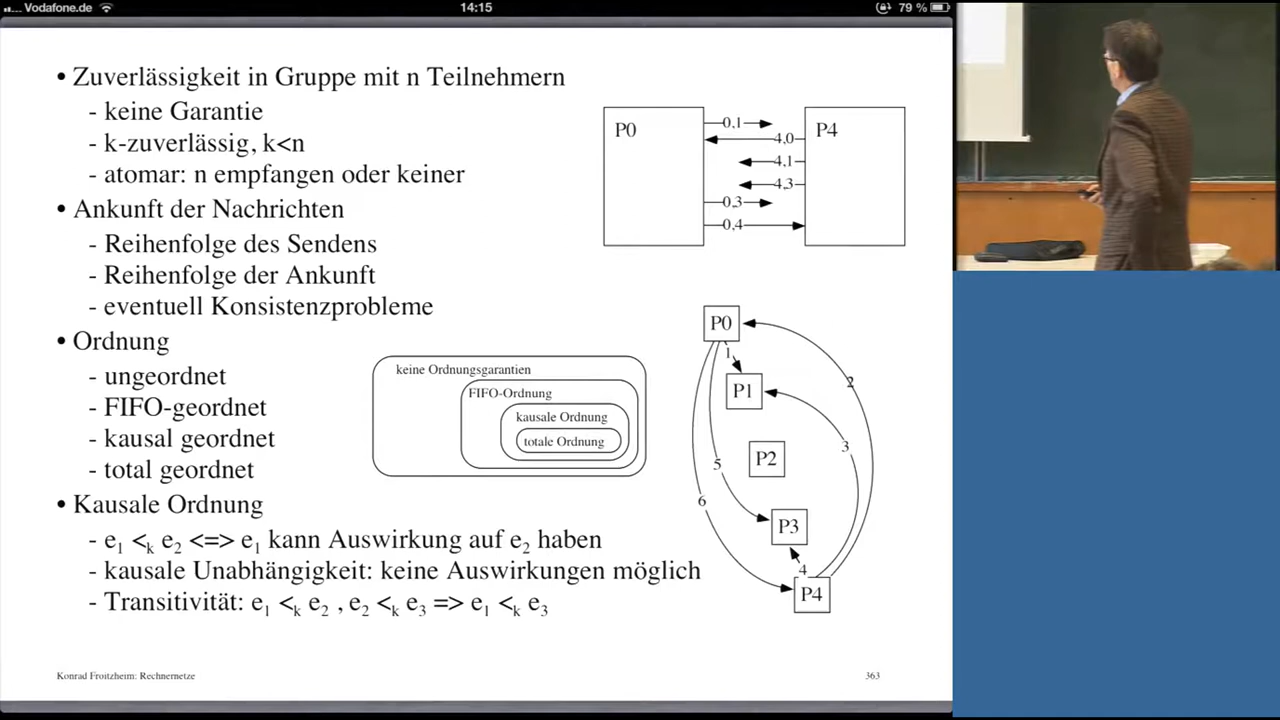 Vodafone.de
14:15
79 %
• Zuverlässigkeit in Gruppe mit n Teilnehmern
- keine Garantie
- k-zuverlässig, k<n
- atomar: n empfangen oder keiner
• Ankunft der Nachrichten
- Reihenfolge des Sendens
- Reihenfolge der Ankunft
- eventuell Konsistenzprobleme
• Ordnung
- ungeordnet
- FIFO-geordnet
- kausal geordnet
- total geordnet
• Kausale Ordnung
- e1 <k e2 <=> e1 kann Auswirkung auf e2 haben
- kausale Unabhängigkeit: keine Auswirkungen möglich
- Transitivität: e1 <k e2 , e2 <k e3 => e1 <k e3
keine Ordnungsgarantien
FIFO-Ordnung
kausale Ordnung
totale Ordnung
P0
P4
0,1
4,0
4,1
4,3
0,3
0,4
P0
1
2
P1
3
P2
5
6
P3
4
P4
Konrad Froitzheim: Rechnernetze
363